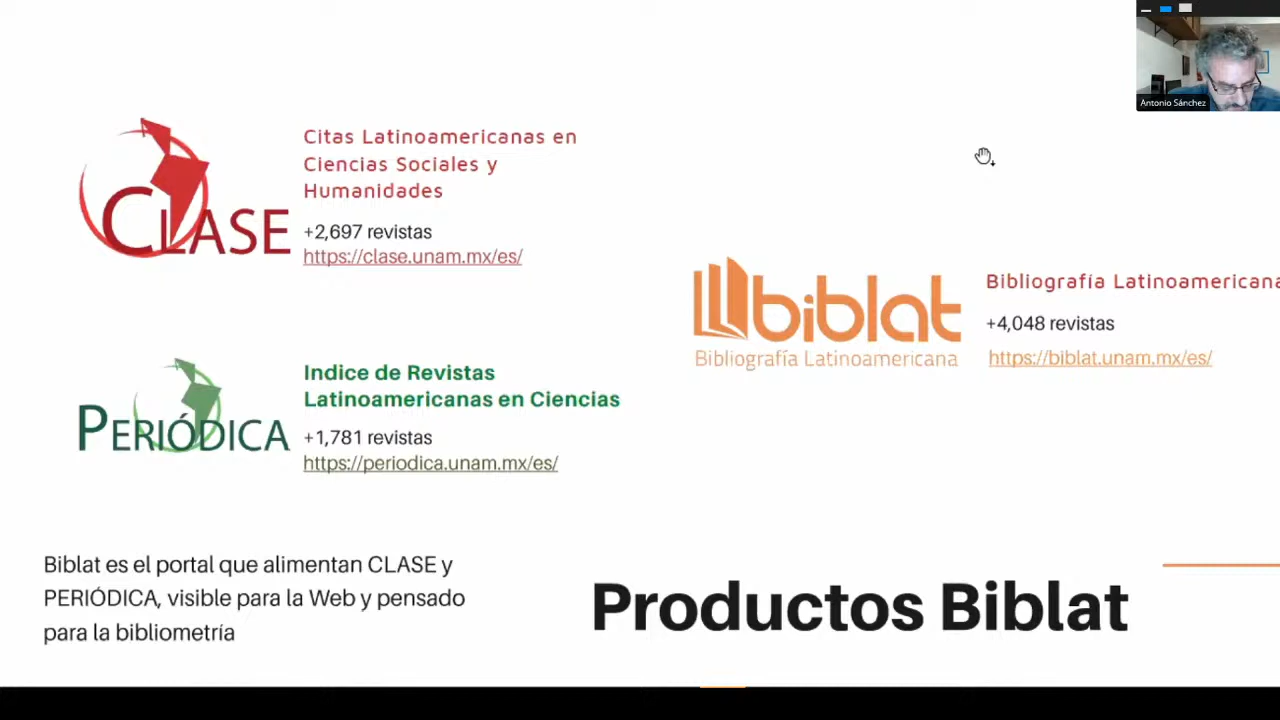 Antonio Sánchez
CLASE
Citas Latinoamericanas en
Ciencias Sociales y
Humanidades
+2,697 revistas
https://clase.unam.mx/es/
PERIÓDICA
Indice de Revistas
Latinoamericanas en Ciencias
+1,781 revistas
https://periodica.unam.mx/es/
biblat
Bibliografía Latinoamericana
Bibliografía Latinoamericana
+4,048 revistas
https://biblat.unam.mx/es/
Biblat es el portal que alimentan CLASE y
PERIÓDICA, visible para la Web y pensado
para la bibliometría
Productos Biblat